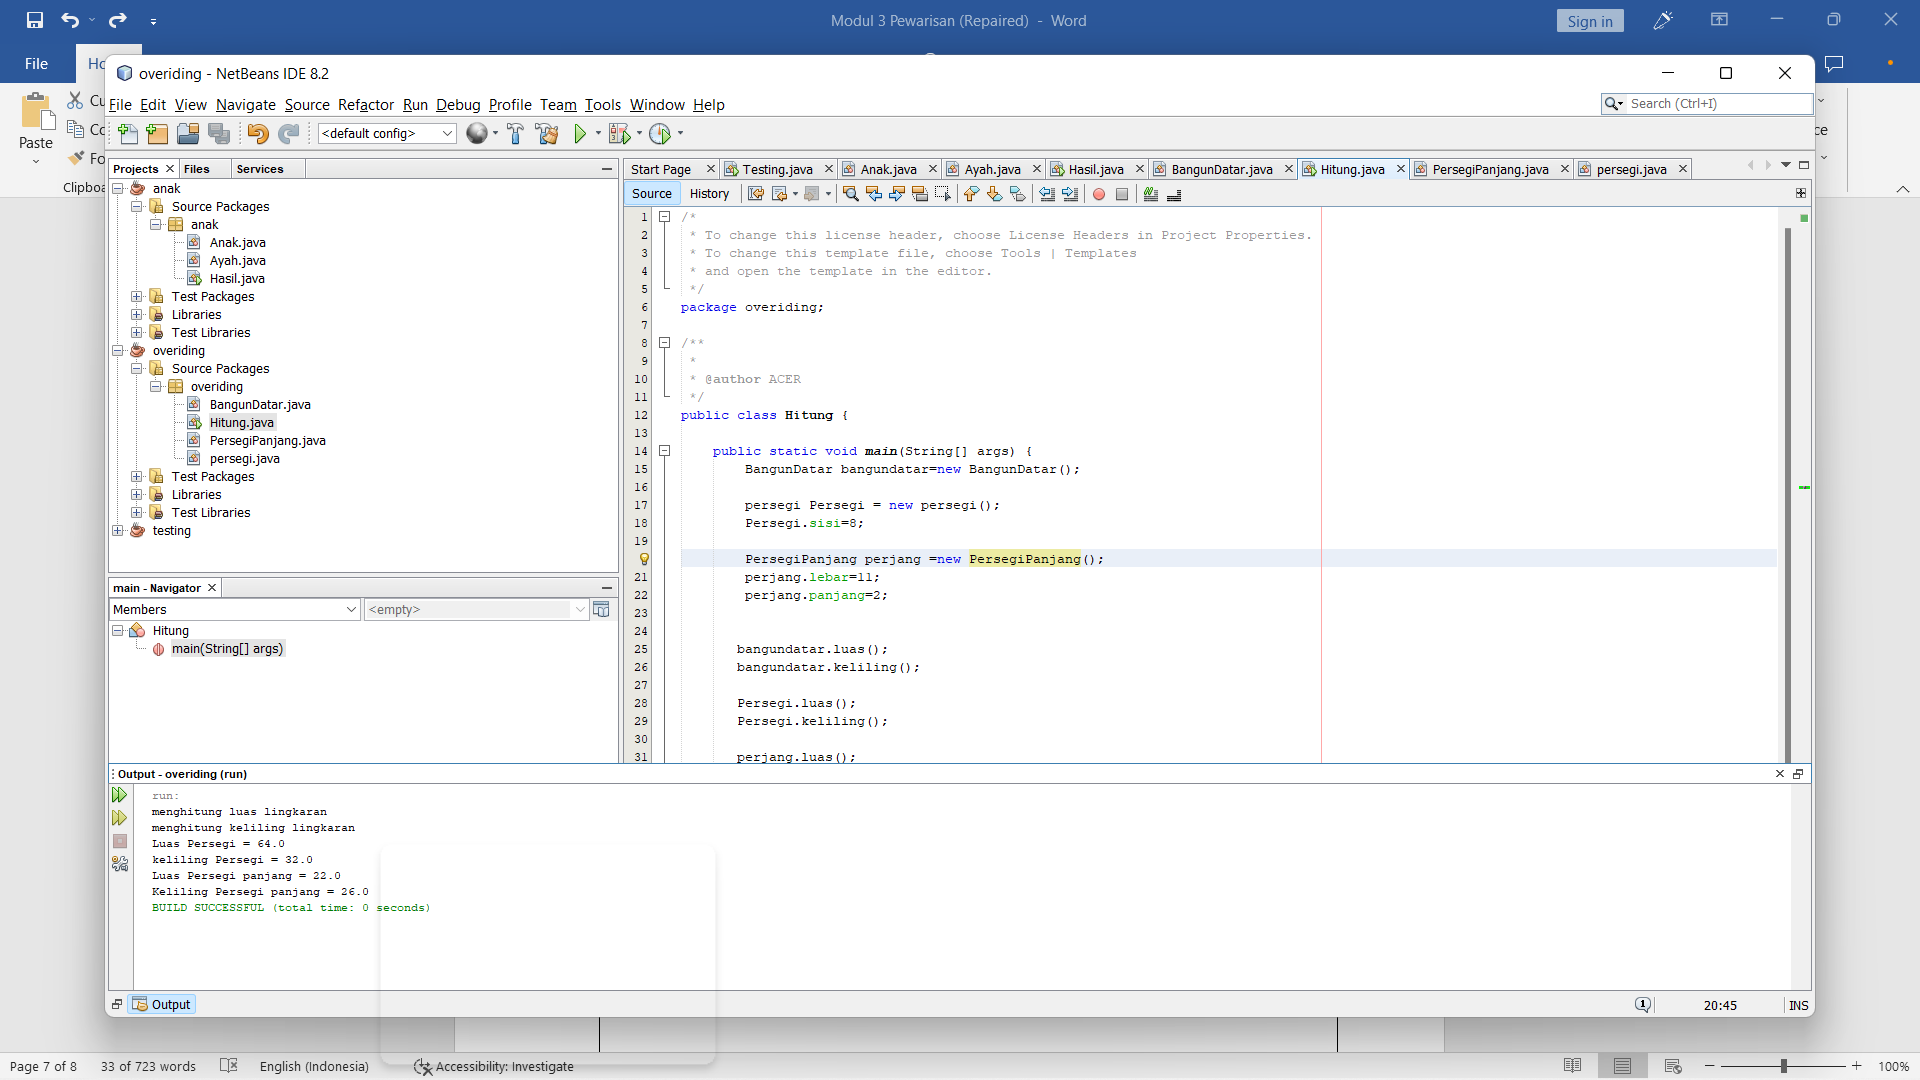 Modul 3 Pewarisan (Repaired) - Word
Sign in
File
Paste
Clipboa
overiding - NetBeans IDE 8.2
File Edit View Navigate Source Refactor Run Debug Profile Team Tools Window Help
Search (Ctrl+I)
<default config>
Projects Files Services
anak
Source Packages
anak
Anak.java
Ayah.java
Hasil.java
Test Packages
Libraries
Test Libraries
overiding
Source Packages
overiding
BangunDatar.java
Hitung.java
PersegiPanjang.java
persegi.java
Test Packages
Libraries
Test Libraries
testing
main - Navigator
Members <empty>
Hitung
main(String[] args)
Start Page Testing.java Anak.java Ayah.java Hasil.java BangunDatar.java Hitung.java PersegiPanjang.java persegi.java
Source History
1 /*
2 * To change this license header, choose License Headers in Project Properties.
3 * To change this template file, choose Tools | Templates
4 * and open the template in the editor.
5 */
6 package overiding;
7
8 /**
9 *
10 * @author ACER
11 */
12 public class Hitung {
13
14 public static void main(String[] args) {
15 BangunDatar bangundatar=new BangunDatar();
16
17 persegi Persegi = new persegi();
18 Persegi.sisi=8;
19
PersegiPanjang perjang =new PersegiPanjang();
21 perjang.lebar=11;
22 perjang.panjang=2;
23
24
25 bangundatar.luas();
26 bangundatar.keliling();
27
28 Persegi.luas();
29 Persegi.keliling();
30
31 perjang.luas();
Output - overiding (run)
run:
menghitung luas lingkaran
menghitung keliling lingkaran
Luas Persegi = 64.0
keliling Persegi = 32.0
Luas Persegi panjang = 22.0
Keliling Persegi panjang = 26.0
BUILD SUCCESSFUL (total time: 0 seconds)
Output
1
20:45 INS
Page 7 of 8 33 of 723 words English (Indonesia) Accessibility: Investigate 100%